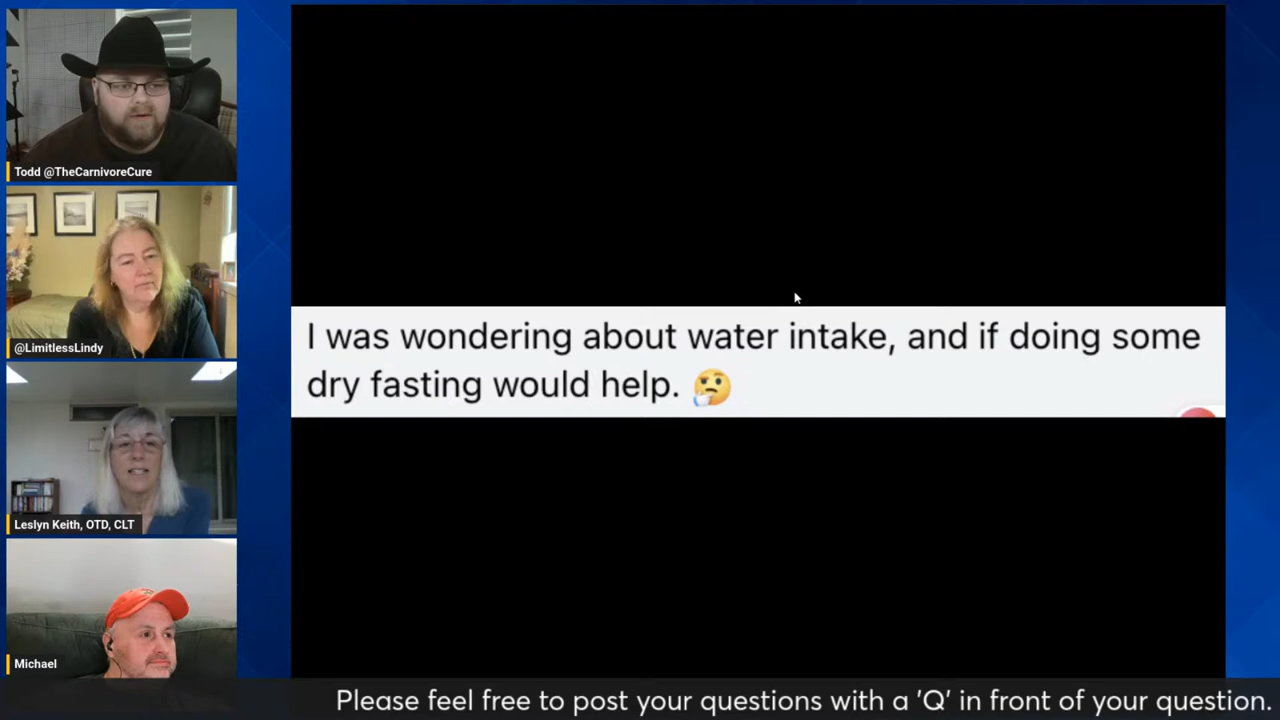 Todd @TheCarnivoreCure
@LimitlessLindy
Leslyn Keith, OTD, CLT
Michael
I was wondering about water intake, and if doing some
dry fasting would help. 🤔
Please feel free to post your questions with a 'Q' in front of your question.